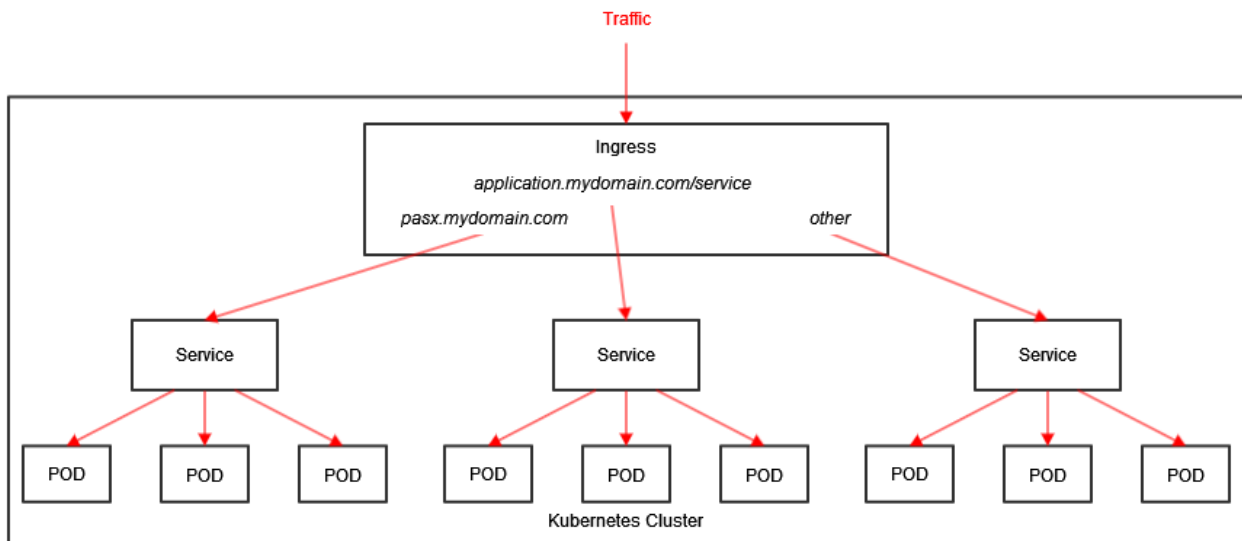 Traffic
Ingress
application.mydomain.com/service
pasx.mydomain.com
other
Service
Service
Service
POD
POD
POD
POD
POD
POD
POD
POD
POD
Kubernetes Cluster